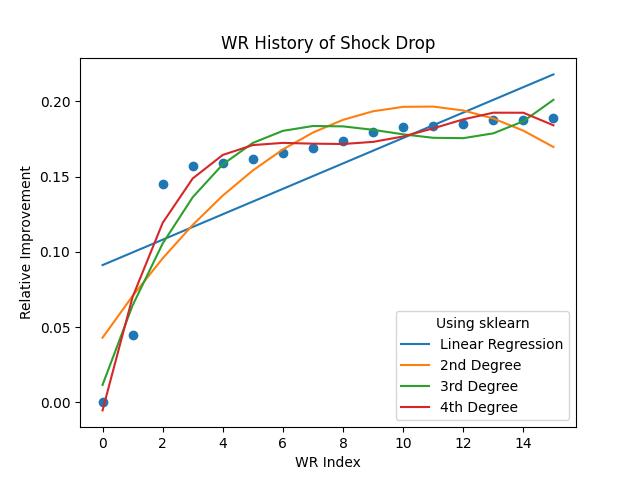 WR History of Shock Drop
Relative Improvement
0.20
0.15
0.10
0.05
0.00
0 2 4 6 8 10 12 14
WR Index
Using sklearn
Linear Regression
2nd Degree
3rd Degree
4th Degree